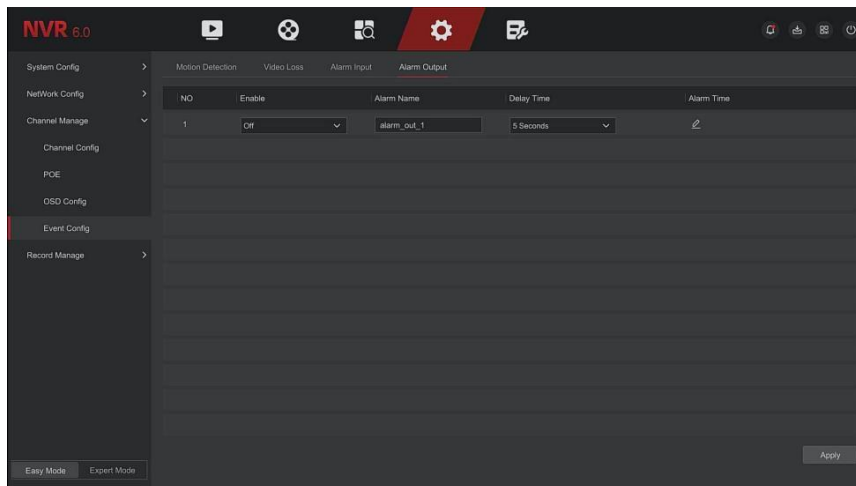 NVR 6.0
System Config
Motion Detection Video Loss Alarm Input Alarm Output
NetWork Config
NO Enable Alarm Name Delay Time Alarm Time
Channel Manage
1 Off alarm_out_1 5 Seconds
Channel Config
POE
OSD Config
Event Config
Record Manage
Apply
Easy Mode Expert Mode